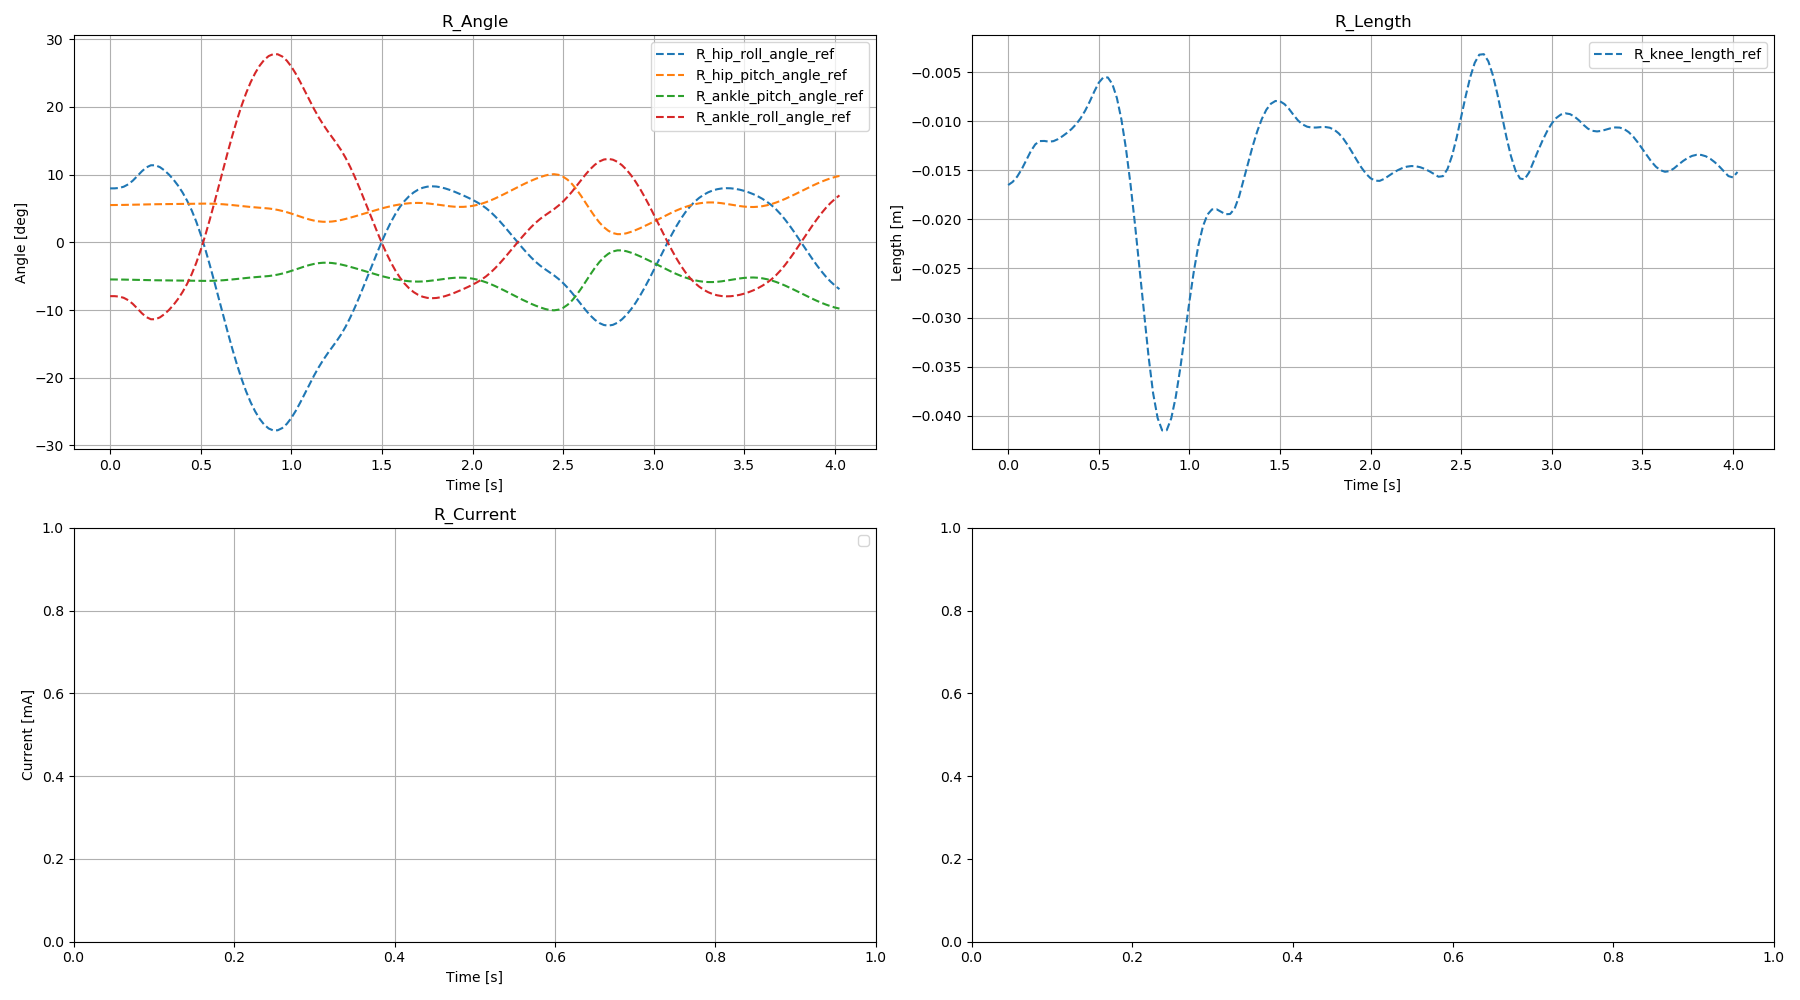 R_Angle
30
20
10
0
−10
−20
−30
Angle [deg]
R_hip_roll_angle_ref
R_hip_pitch_angle_ref
R_ankle_pitch_angle_ref
R_ankle_roll_angle_ref
0.0 0.5 1.0 1.5 2.0 2.5 3.0 3.5 4.0
Time [s]
R_Length
−0.005
−0.010
−0.015
−0.020
−0.025
−0.030
−0.035
−0.040
Length [m]
R_knee_length_ref
0.0 0.5 1.0 1.5 2.0 2.5 3.0 3.5 4.0
Time [s]
R_Current
1.0
0.8
0.6
0.4
0.2
0.0
Current [mA]
0.0 0.2 0.4 0.6 0.8 1.0
Time [s]
1.0
0.8
0.6
0.4
0.2
0.0
0.0 0.2 0.4 0.6 0.8 1.0